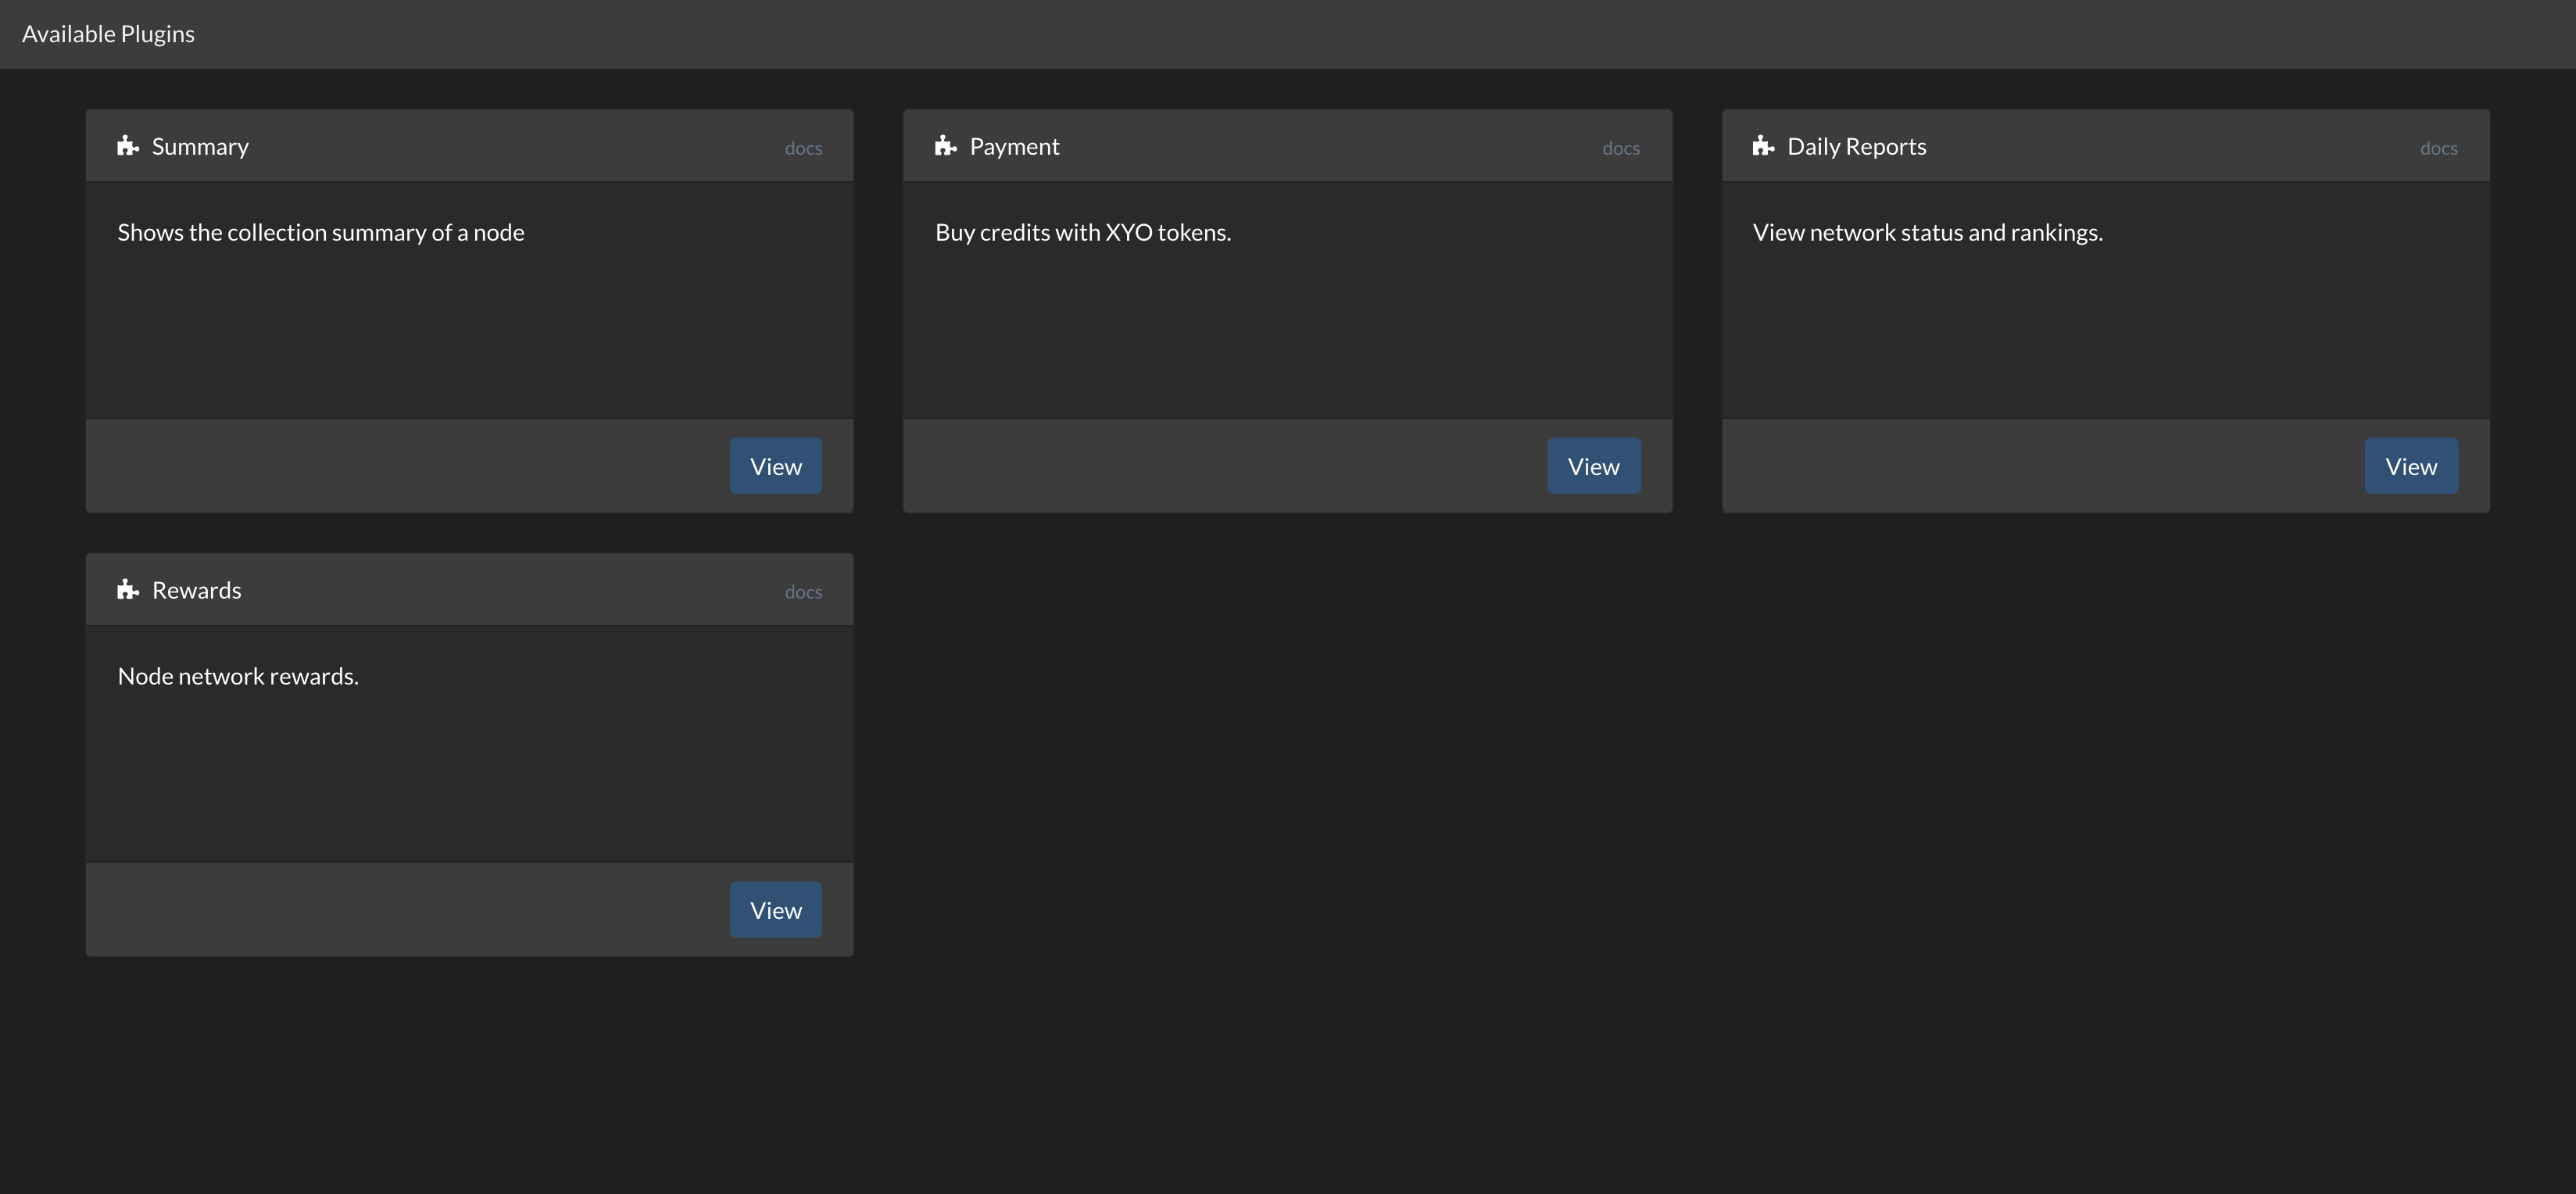 Available Plugins
Summary
docs
Shows the collection summary of a node
View
Payment
docs
Buy credits with XYO tokens.
View
Daily Reports
docs
View network status and rankings.
View
Rewards
docs
Node network rewards.
View